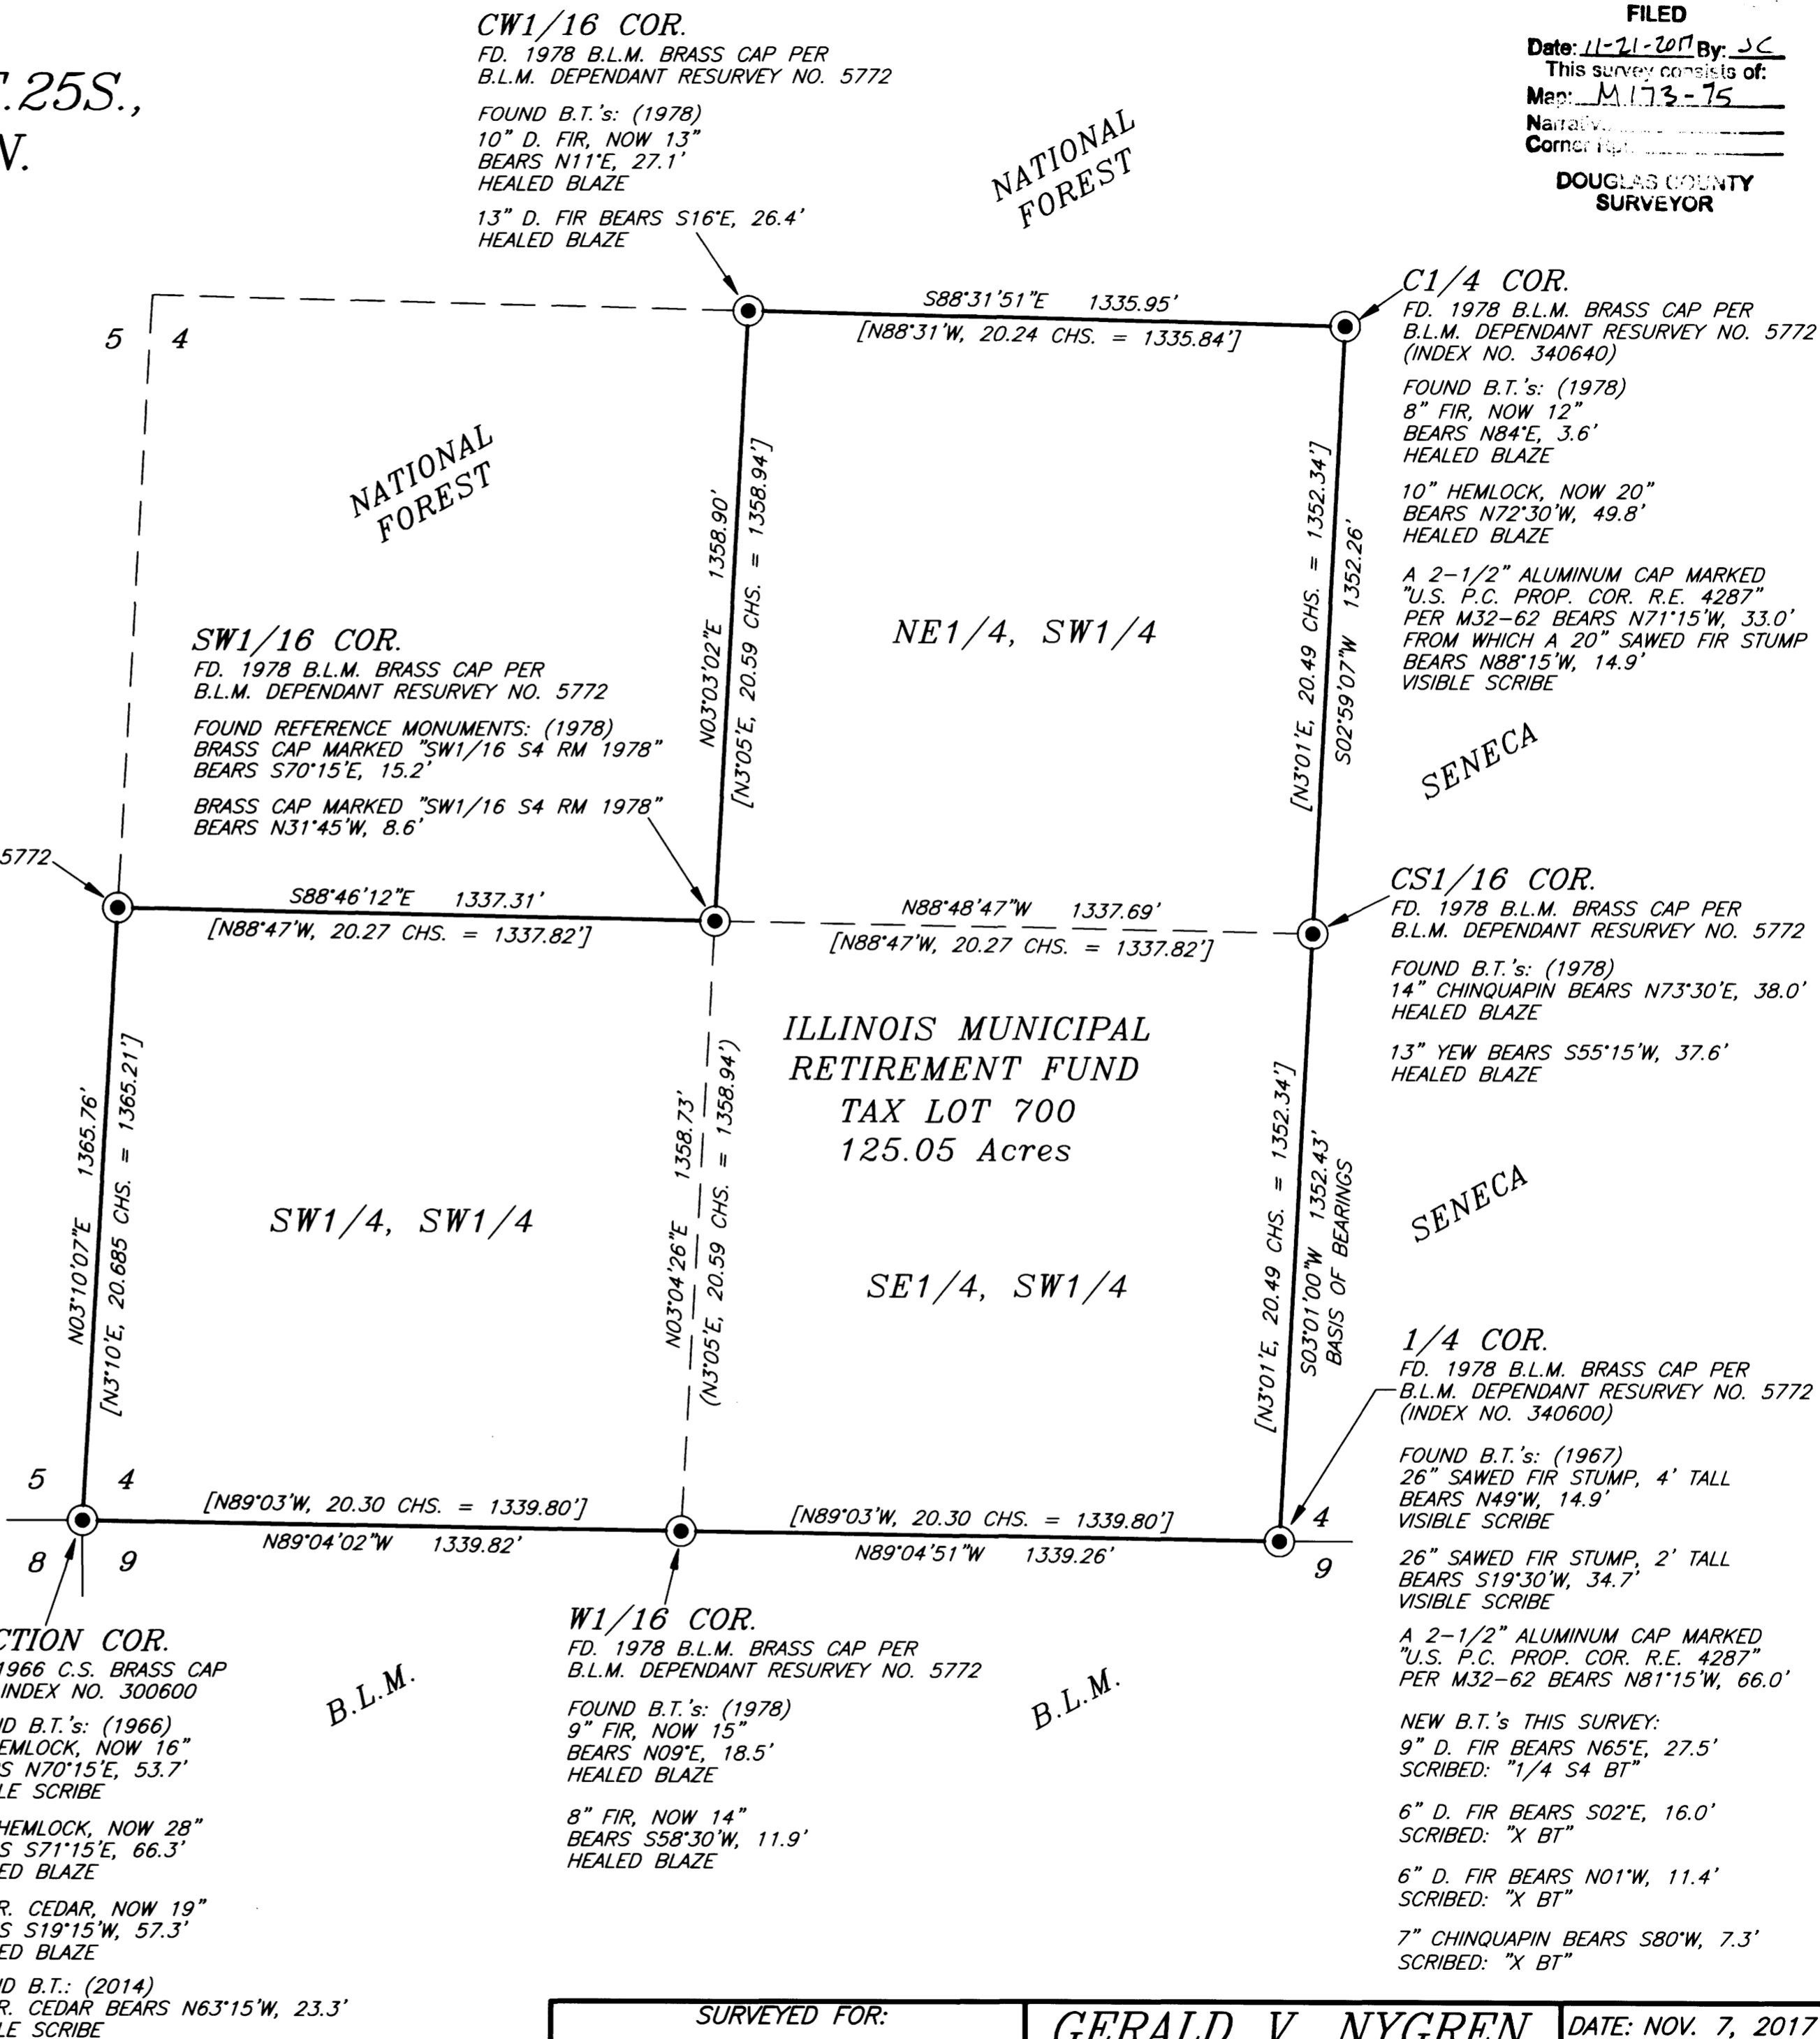 T.25S.,
FILED
Date: 11-21-2017 By: JC
This survey consists of:
Map: M173-75
Narrativ
Corner Rpt.
DOUGLAS COUNTY
SURVEYOR
CW1/16 COR.
FD. 1978 B.L.M. BRASS CAP PER
B.L.M. DEPENDANT RESURVEY NO. 5772
FOUND B.T.'s: (1978)
10" D. FIR, NOW 13"
BEARS N11°E, 27.1'
HEALED BLAZE
13" D. FIR BEARS S16°E, 26.4'
HEALED BLAZE
NATIONAL
FOREST
C1/4 COR.
FD. 1978 B.L.M. BRASS CAP PER
B.L.M. DEPENDANT RESURVEY NO. 5772
(INDEX NO. 340640)
FOUND B.T.'s: (1978)
8" FIR, NOW 12"
BEARS N84°E, 3.6'
HEALED BLAZE
10" HEMLOCK, NOW 20"
BEARS N72°30'W, 49.8'
HEALED BLAZE
A 2-1/2" ALUMINUM CAP MARKED
"U.S. P.C. PROP. COR. R.E. 4287"
PER M32-62 BEARS N71°15'W, 33.0'
FROM WHICH A 20" SAWED FIR STUMP
BEARS N88°15'W, 14.9'
VISIBLE SCRIBE
S88°31'51"E 1335.95'
[N88°31'W, 20.24 CHS. = 1335.84']
5 4
NATIONAL
FOREST
N03°03'02"E 1358.90'
[N3°05'E, 20.59 CHS. = 1358.94']
NE1/4, SW1/4
[N3°01'E, 20.49 CHS. = 1352.34']
S02°59'07"W 1352.26'
SENECA
SW1/16 COR.
FD. 1978 B.L.M. BRASS CAP PER
B.L.M. DEPENDANT RESURVEY NO. 5772
FOUND REFERENCE MONUMENTS: (1978)
BRASS CAP MARKED "SW1/16 S4 RM 1978"
BEARS S70°15'E, 15.2'
BRASS CAP MARKED "SW1/16 S4 RM 1978"
BEARS N31°45'W, 8.6'
5772
S88°46'12"E 1337.31'
[N88°47'W, 20.27 CHS. = 1337.82']
N88°48'47"W 1337.69'
[N88°47'W, 20.27 CHS. = 1337.82']
CS1/16 COR.
FD. 1978 B.L.M. BRASS CAP PER
B.L.M. DEPENDANT RESURVEY NO. 5772
FOUND B.T.'s: (1978)
14" CHINQUAPIN BEARS N73°30'E, 38.0'
HEALED BLAZE
13" YEW BEARS S55°15'W, 37.6'
HEALED BLAZE
ILLINOIS MUNICIPAL
RETIREMENT FUND
TAX LOT 700
125.05 Acres
N03°10'07"E 1365.76'
[N3°10'E, 20.685 CHS. = 1365.21']
SW1/4, SW1/4
N03°04'26"E 1358.73'
(N3°05'E, 20.59 CHS. = 1358.94')
SE1/4, SW1/4
[N3°01'E, 20.49 CHS. = 1352.34']
S03°01'00"W 1352.43'
BASIS OF BEARINGS
SENECA
1/4 COR.
FD. 1978 B.L.M. BRASS CAP PER
B.L.M. DEPENDANT RESURVEY NO. 5772
(INDEX NO. 340600)
FOUND B.T.'s: (1967)
26" SAWED FIR STUMP, 4' TALL
BEARS N49°W, 14.9'
VISIBLE SCRIBE
26" SAWED FIR STUMP, 2' TALL
BEARS S19°30'W, 34.7'
VISIBLE SCRIBE
A 2-1/2" ALUMINUM CAP MARKED
"U.S. P.C. PROP. COR. R.E. 4287"
PER M32-62 BEARS N81°15'W, 66.0'
NEW B.T.'s THIS SURVEY:
9" D. FIR BEARS N65°E, 27.5'
SCRIBED: "1/4 S4 BT"
6" D. FIR BEARS S02°E, 16.0'
SCRIBED: "X BT"
6" D. FIR BEARS N01°W, 11.4'
SCRIBED: "X BT"
7" CHINQUAPIN BEARS S80°W, 7.3'
SCRIBED: "X BT"
5 4
8 9
[N89°03'W, 20.30 CHS. = 1339.80']
N89°04'02"W 1339.82'
[N89°03'W, 20.30 CHS. = 1339.80']
N89°04'51"W 1339.26'
4
9
CTION COR.
1966 C.S. BRASS CAP
INDEX NO. 300600
ND B.T.'s: (1966)
EMLOCK, NOW 16"
S N70°15'E, 53.7'
LE SCRIBE
HEMLOCK, NOW 28"
S S71°15'E, 66.3'
ED BLAZE
R. CEDAR, NOW 19"
S S19°15'W, 57.3'
ED BLAZE
ND B.T.: (2014)
R. CEDAR BEARS N63°15'W, 23.3'
LE SCRIBE
B.L.M.
W1/16 COR.
FD. 1978 B.L.M. BRASS CAP PER
B.L.M. DEPENDANT RESURVEY NO. 5772
FOUND B.T.'s: (1978)
9" FIR, NOW 15"
BEARS N09°E, 18.5'
HEALED BLAZE
8" FIR, NOW 14"
BEARS S58°30'W, 11.9'
HEALED BLAZE
B.L.M.
SURVEYED FOR:
GERALD V. NYGREN
DATE: NOV. 7, 2017